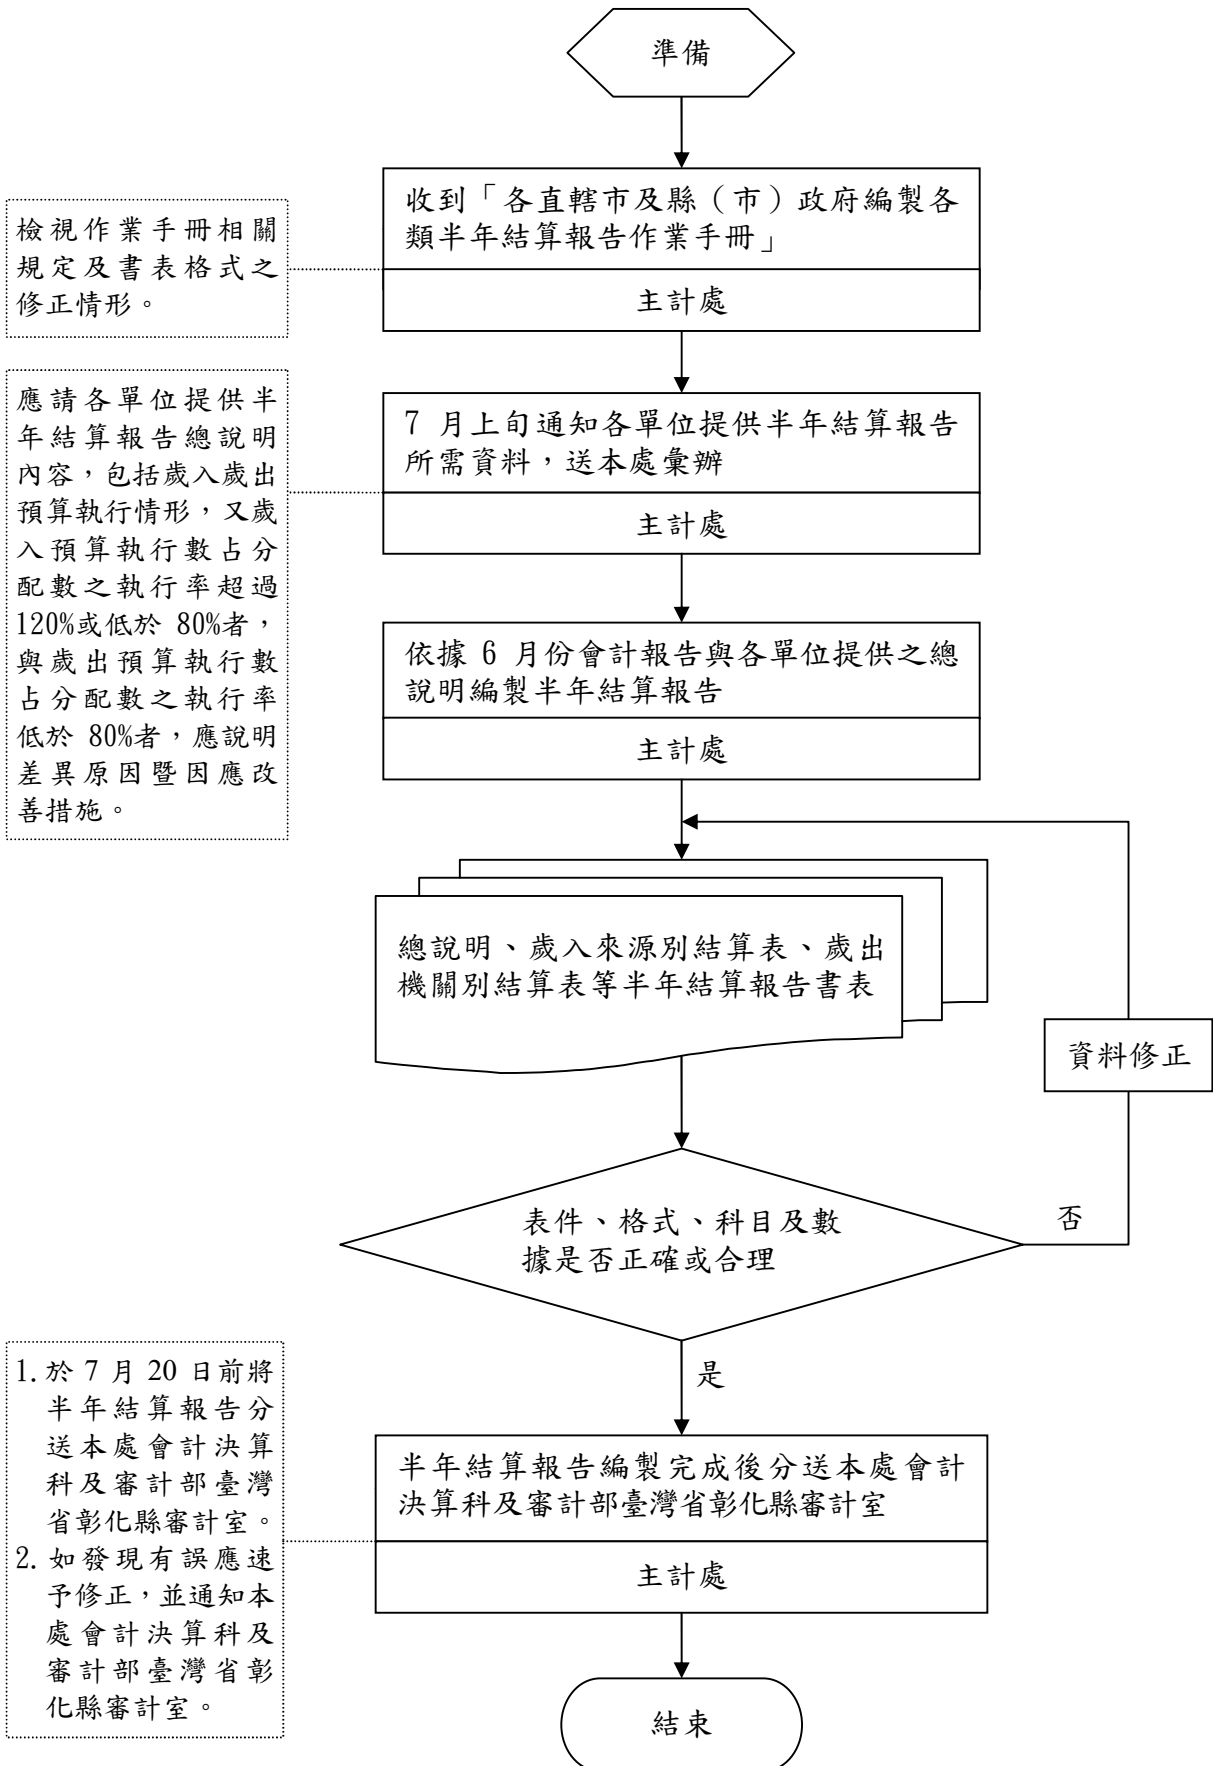 準備
收到「各直轄市及縣（市）政府編製各
類半年結算報告作業手冊」
主計處
檢視作業手冊相關
規定及書表格式之
修正情形。
7 月上旬通知各單位提供半年結算報告
所需資料，送本處彙辦
主計處
應請各單位提供半
年結算報告總說明
內容，包括歲入歲出
預算執行情形，又歲
入預算執行數占分
配數之執行率超過
120%或低於 80%者，
與歲出預算執行數
占分配數之執行率
低於 80%者，應說明
差異原因暨因應改
善措施。
依據 6 月份會計報告與各單位提供之總
說明編製半年結算報告
主計處
總說明、歲入來源別結算表、歲出
機關別結算表等半年結算報告書表
資料修正
表件、格式、科目及數
據是否正確或合理
否
是
半年結算報告編製完成後分送本處會計
決算科及審計部臺灣省彰化縣審計室
主計處
1. 於 7 月 20 日前將
半年結算報告分
送本處會計決算
科及審計部臺灣
省彰化縣審計室。
2. 如發現有誤應速
予修正，並通知本
處會計決算科及
審計部臺灣省彰
化縣審計室。
結束